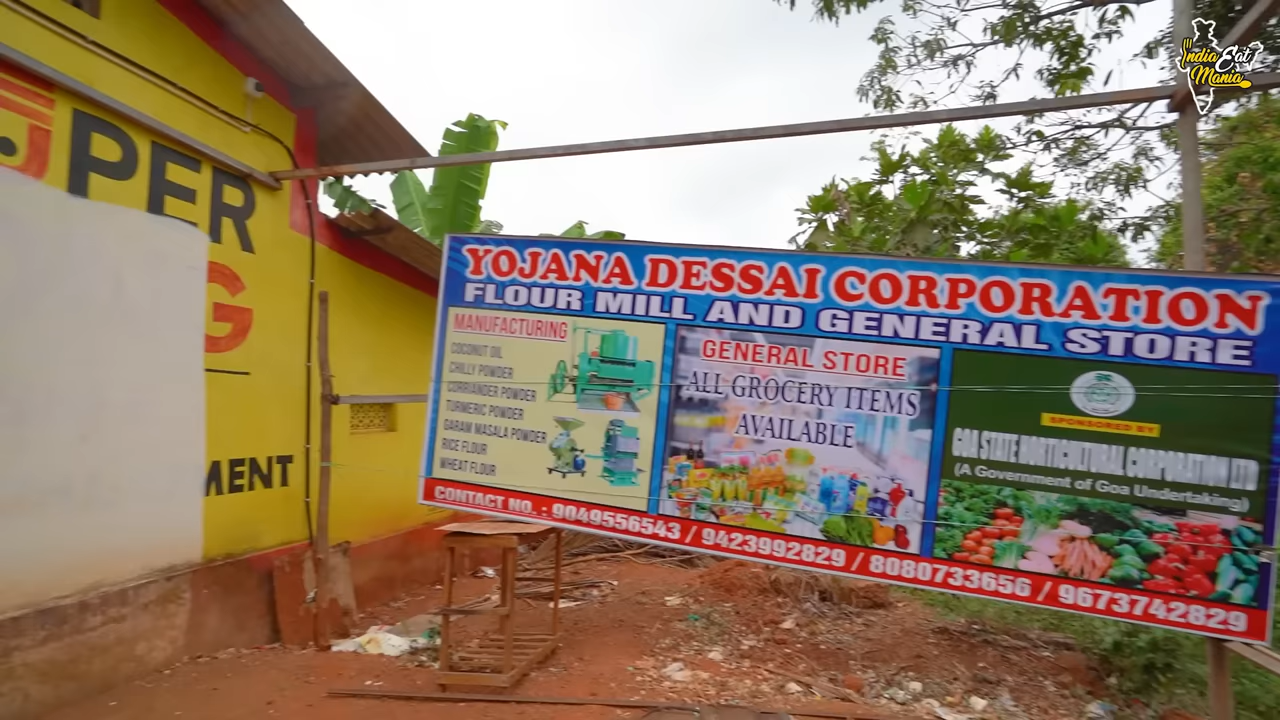 India Eat
Mania
PER
G
MENT
YOJANA DESSAI CORPORATION
FLOUR MILL AND GENERAL STORE
MANUFACTURING
COCONUT OIL
CHILLY POWDER
CORRIANDER POWDER
TURMERIC POWDER
GARAM MASALA POWDER
RICE FLOUR
WHEAT FLOUR
GENERAL STORE
ALL GROCERY ITEMS
AVAILABLE
SPONSORED BY
GOA STATE HORTICULTURAL CORPORATION LTD
(A Government of Goa Undertaking)
CONTACT NO. : 9049556543 / 9423992829 / 8080733656 / 9673742829